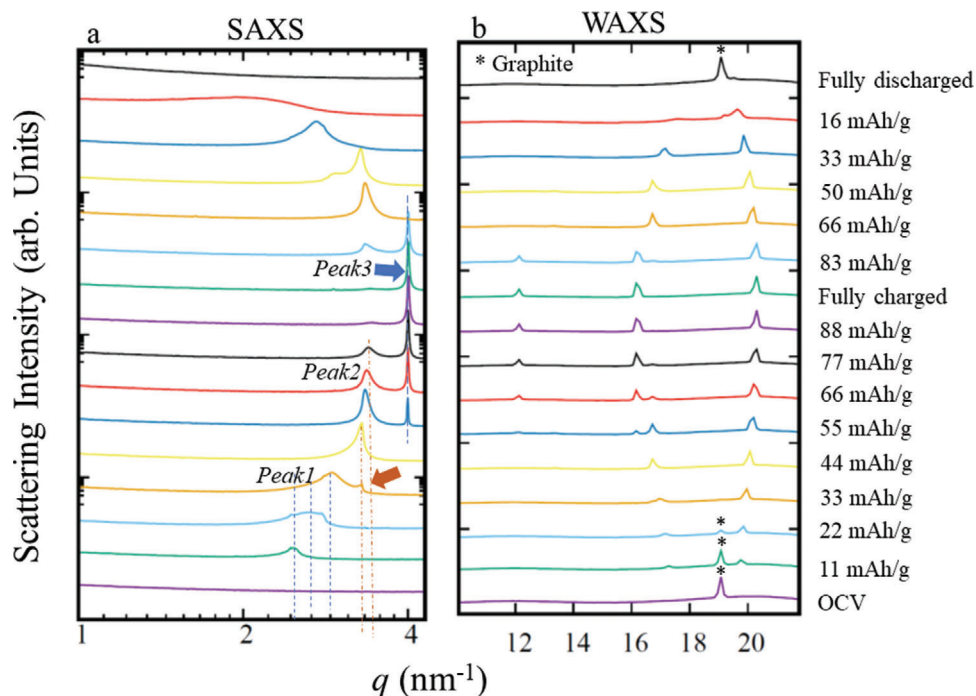 SAXS
WAXS
a
b
* Graphite
*
Fully discharged
16 mAh/g
33 mAh/g
50 mAh/g
66 mAh/g
83 mAh/g
Peak3
Fully charged
88 mAh/g
77 mAh/g
Peak2
66 mAh/g
55 mAh/g
44 mAh/g
Peak1
33 mAh/g
*
22 mAh/g
*
11 mAh/g
*
OCV
Scattering Intensity (arb. Units)
1 2 4
12 14 16 18 20
q (nm-1)